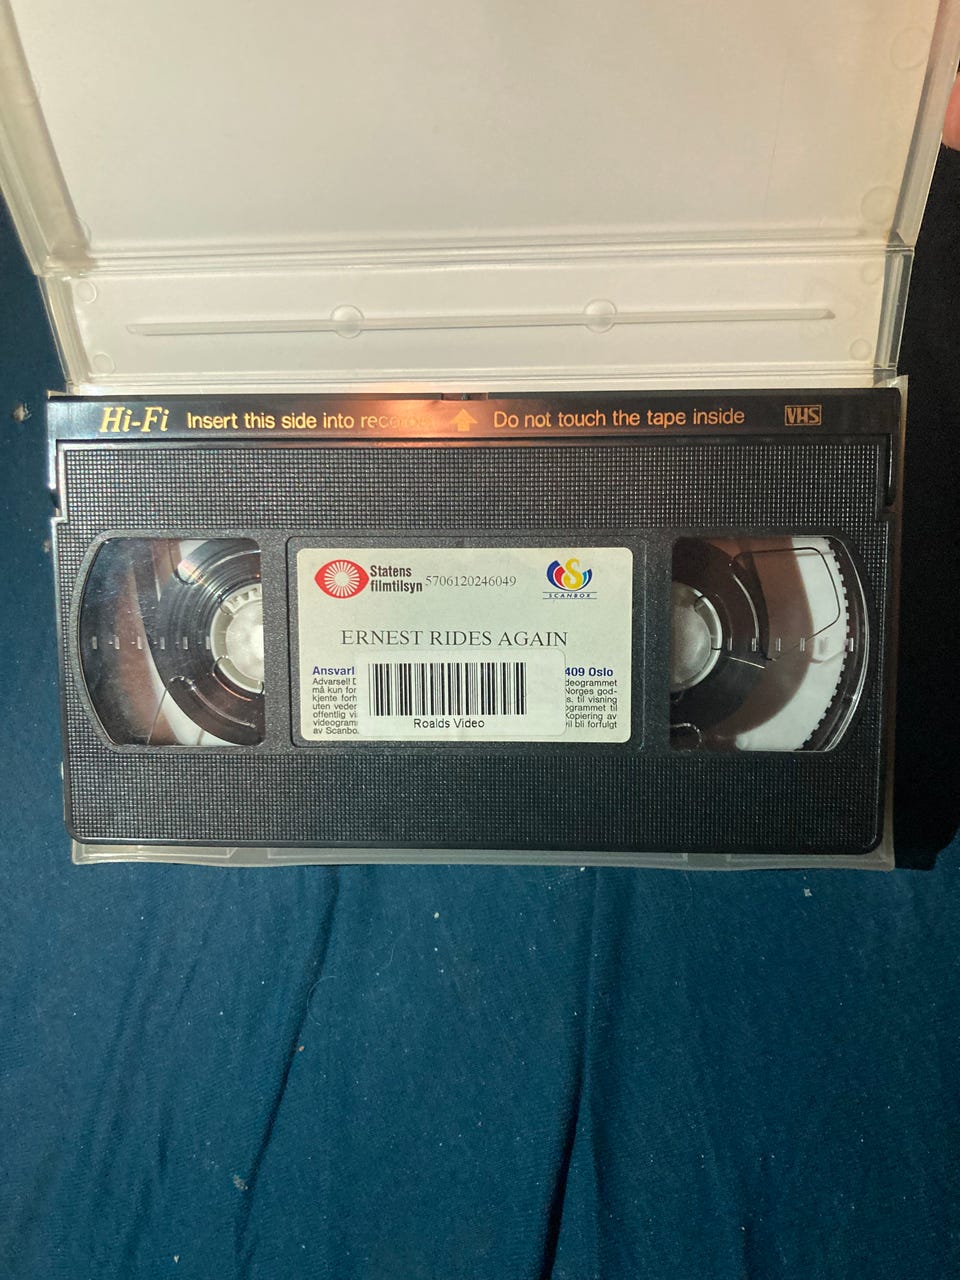 Hi-Fi Insert this side into recorder Do not touch the tape inside VHS
Statens
filmtilsyn 5706120246049
SCANBOX
ERNEST RIDES AGAIN
Ansvarl 409 Oslo
Advarsel! D deogrammet
må kun for Norges god-
kjente forh s. til visning
uten veder ogrammet til
offentlig vi Kopiering av
videogram vil bli forfulgt
av Scanbo
Roalds Video